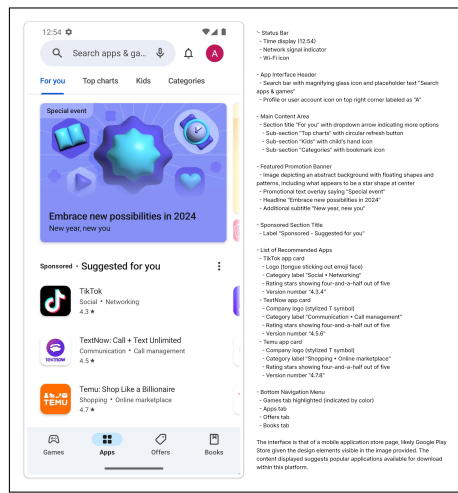 12:54
Search apps & ga...
A
For you
Top charts
Kids
Categories
Special event
Embrace new possibilities in 2024
New year, new you
Sponsored • Suggested for you
TikTok
Social • Networking
4.3 ★
TextNow: Call + Text Unlimited
Communication • Call management
4.5 ★
textnow
Temu: Shop Like a Billionaire
Shopping • Online marketplace
4.7 ★
TEMU
Games
Apps
Offers
Books
'- Status Bar
- Time display (12:54)
- Network signal indicator
- Wi-Fi icon
- App Interface Header
- Search bar with magnifying glass icon and placeholder text "Search
apps & games"
- Profile or user account icon on top right corner labeled as "A"
- Main Content Area
- Section title "For you" with dropdown arrow indicating more options
- Sub-section "Top charts" with circular refresh button
- Sub-section "Kids" with child's hand icon
- Sub-section "Categories" with bookmark icon
- Featured Promotion Banner
- Image depicting an abstract background with floating shapes and
patterns, including what appears to be a star shape at center
- Promotional text overlay saying "Special event"
- Headline "Embrace new possibilities in 2024"
- Additional subtitle "New year, new you"
- Sponsored Section Title
- Label "Sponsored - Suggested for you"
- List of Recommended Apps
- TikTok app card
- Logo (tongue sticking out emoji face)
- Category label "Social • Networking"
- Rating stars showing four-and-a-half out of five
- Version number "4.3.4"
- TextNow app card
- Company logo (stylized T symbol)
- Category label "Communication • Call management"
- Rating stars showing four-and-a-half out of five
- Version number "4.5.6"
- Temu app card
- Company logo (stylized T symbol)
- Category label "Shopping • Online marketplace"
- Rating stars showing four-and-a-half out of five
- Version number "4.7.8"
- Bottom Navigation Menu
- Games tab highlighted (indicated by color)
- Apps tab
- Offers tab
- Books tab
The interface is that of a mobile application store page, likely Google Play
Store given the design elements visible in the image provided. The
content displayed suggests popular applications available for download
within this platform.